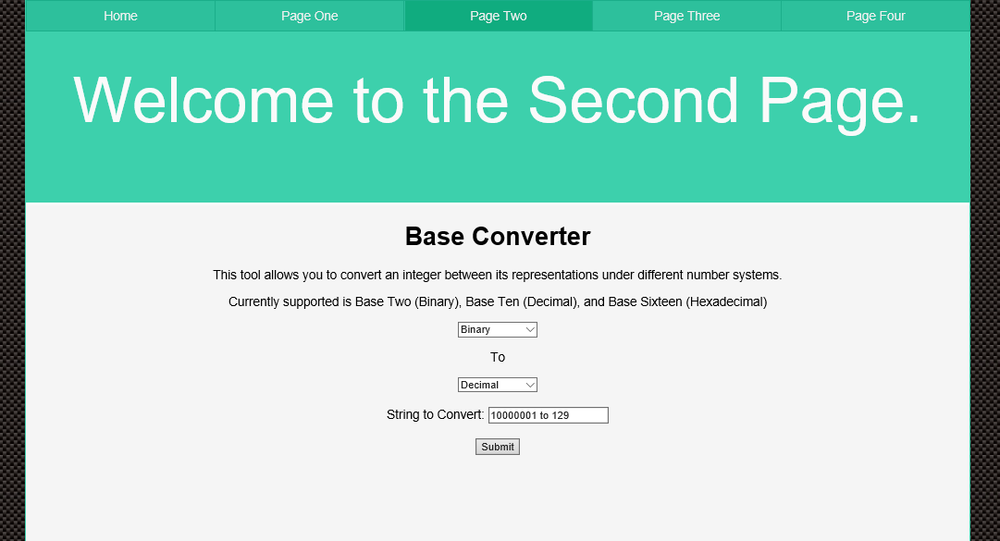 Home Page One Page Two Page Three Page Four
Welcome to the Second Page.
Base Converter
This tool allows you to convert an integer between its representations under different number systems.
Currently supported is Base Two (Binary), Base Ten (Decimal), and Base Sixteen (Hexadecimal)
Binary
To
Decimal
String to Convert: 10000001 to 129
Submit